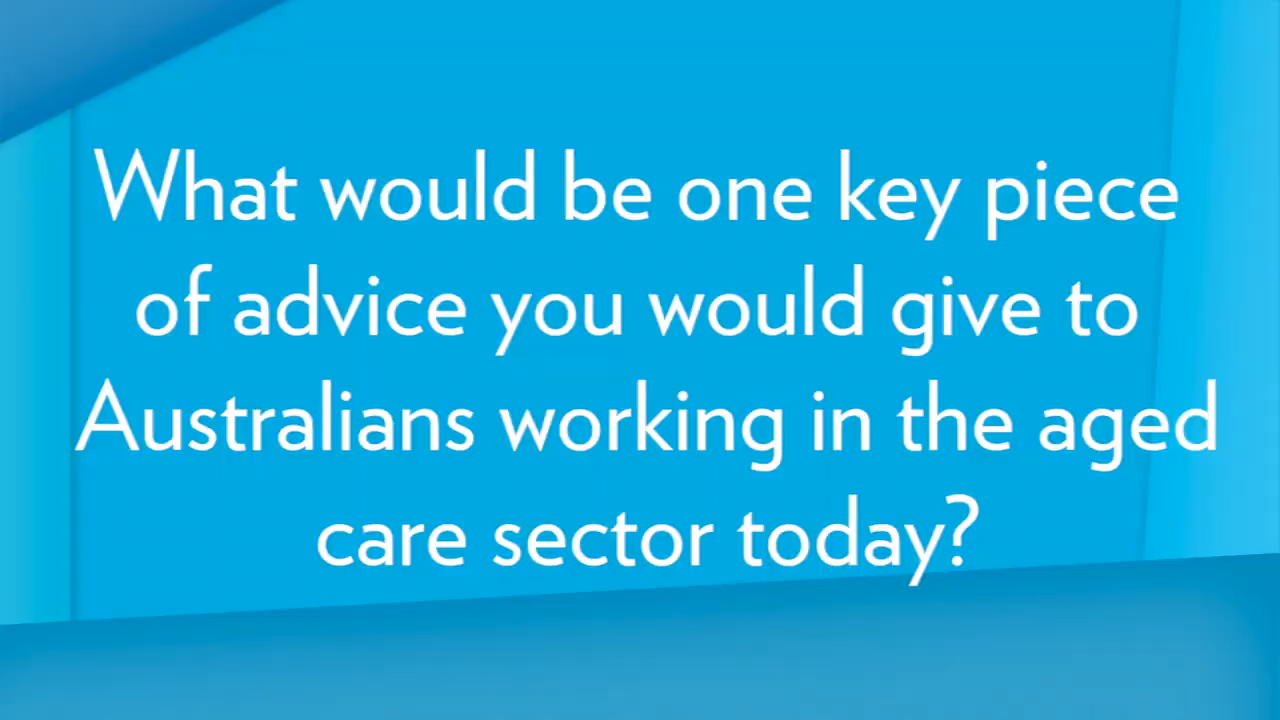 What would be one key piece
of advice you would give to
Australians working in the aged
care sector today?